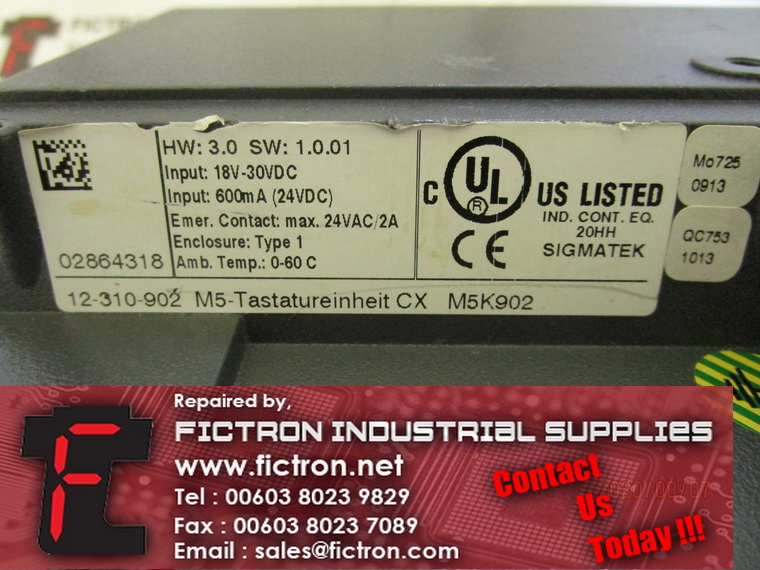 FICTRON
HW: 3.0 SW: 1.0.01
Input: 18V-30VDC
Input: 600mA (24VDC)
Emer. Contact: max. 24VAC/2A
Enclosure: Type 1
Amb. Temp.: 0-60 C
02864318
C UL US LISTED
®
IND. CONT. EQ.
20HH
CE SIGMATEK
Mo725
0913
QC753
1013
12-310-902 M5-Tastatureinheit CX M5K902
Repaired by,
FICTRON INDUSTRIAL SUPPLIES
www.fictron.net
Tel : 00603 8023 9829
Fax : 00603 8023 7089
Email : sales@fictron.com
Contact
Us
Today !!!